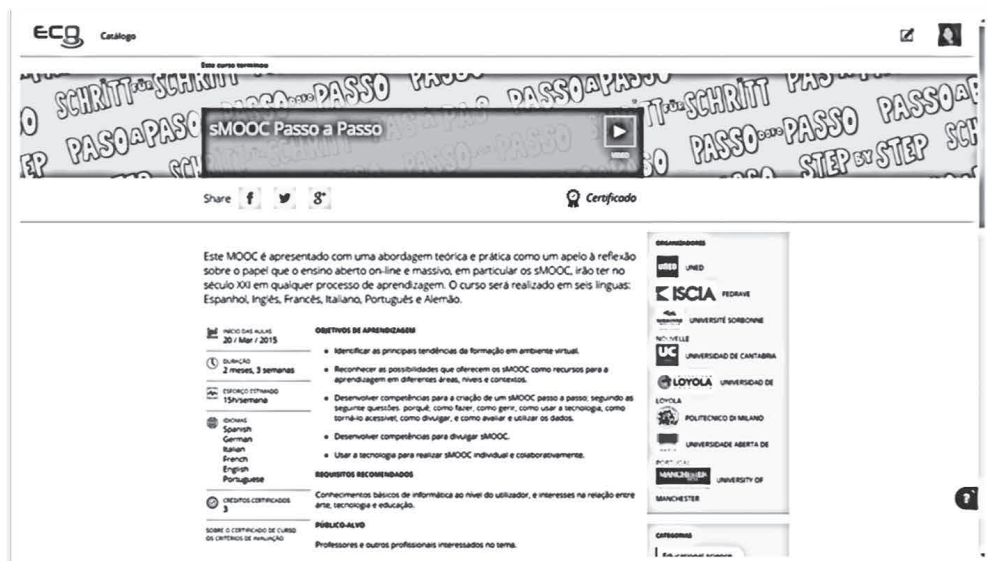 ECO
Catálogo
Este curso terminou
SCHRITT FÜR SCHRITT
PASSO A PASSO
PASO A PASO
PASSO DOPO PASSO
STEP BY STEP
sMOOC Passo a Passo
VIDEO
Share
Certificado
Este MOOC é apresentado com uma abordagem teórica e prática como um apelo à reflexão
sobre o papel que o ensino aberto on-line e massivo, em particular os sMOOC, irão ter no
século XXI em qualquer processo de aprendizagem. O curso será realizado em seis línguas:
Espanhol, Inglês, Francês, Italiano, Português e Alemão.
INÍCIO DAS AULAS
20 / Mar / 2015
DURAÇÃO
2 meses, 3 semanas
ESFORÇO ESTIMADO
15h/semana
IDIOMAS
Spanish
German
Italian
French
English
Portuguese
CRÉDITOS CERTIFICADOS
3
SOBRE O CERTIFICADO DE CURSO
OS CRITÉRIOS DE AVALIAÇÃO
OBJETIVOS DE APRENDIZAGEM
Identificar as principais tendências da formação em ambiente virtual.
Reconhecer as possibilidades que oferecem os sMOOC como recursos para a
aprendizagem em diferentes áreas, níveis e contextos.
Desenvolver competências para a criação de um sMOOC passo a passo, seguindo as
seguinte questões: porquê, como fazer, como gerir, como usar a tecnologia, como
torná-lo acessível, como divulgar, e como avaliar e utilizar os dados.
Desenvolver competências para divulgar sMOOC.
Usar a tecnologia para realizar sMOOC individual e colaborativamente.
REQUISITOS RECOMENDADOS
Conhecimentos básicos de informática ao nível do utilizador, e interesses na relação entre
arte, tecnologia e educação.
PÚBLICO-ALVO
Professores e outros profissionais interessados no tema.
ORGANIZADORES
UNED UNED
ISCIA FEDRAVE
UNIVERSITÉ SORBONNE
NOUVELLE
UC UNIVERSIDAD DE CANTABRIA
LOYOLA UNIVERSIDAD DE
LOYOLA
POLITECNICO DI MILANO
UNIVERSIDADE ABERTA DE
PORTUGAL
MANCHESTER UNIVERSITY OF
MANCHESTER
CATEGORIAS
Educational science
?